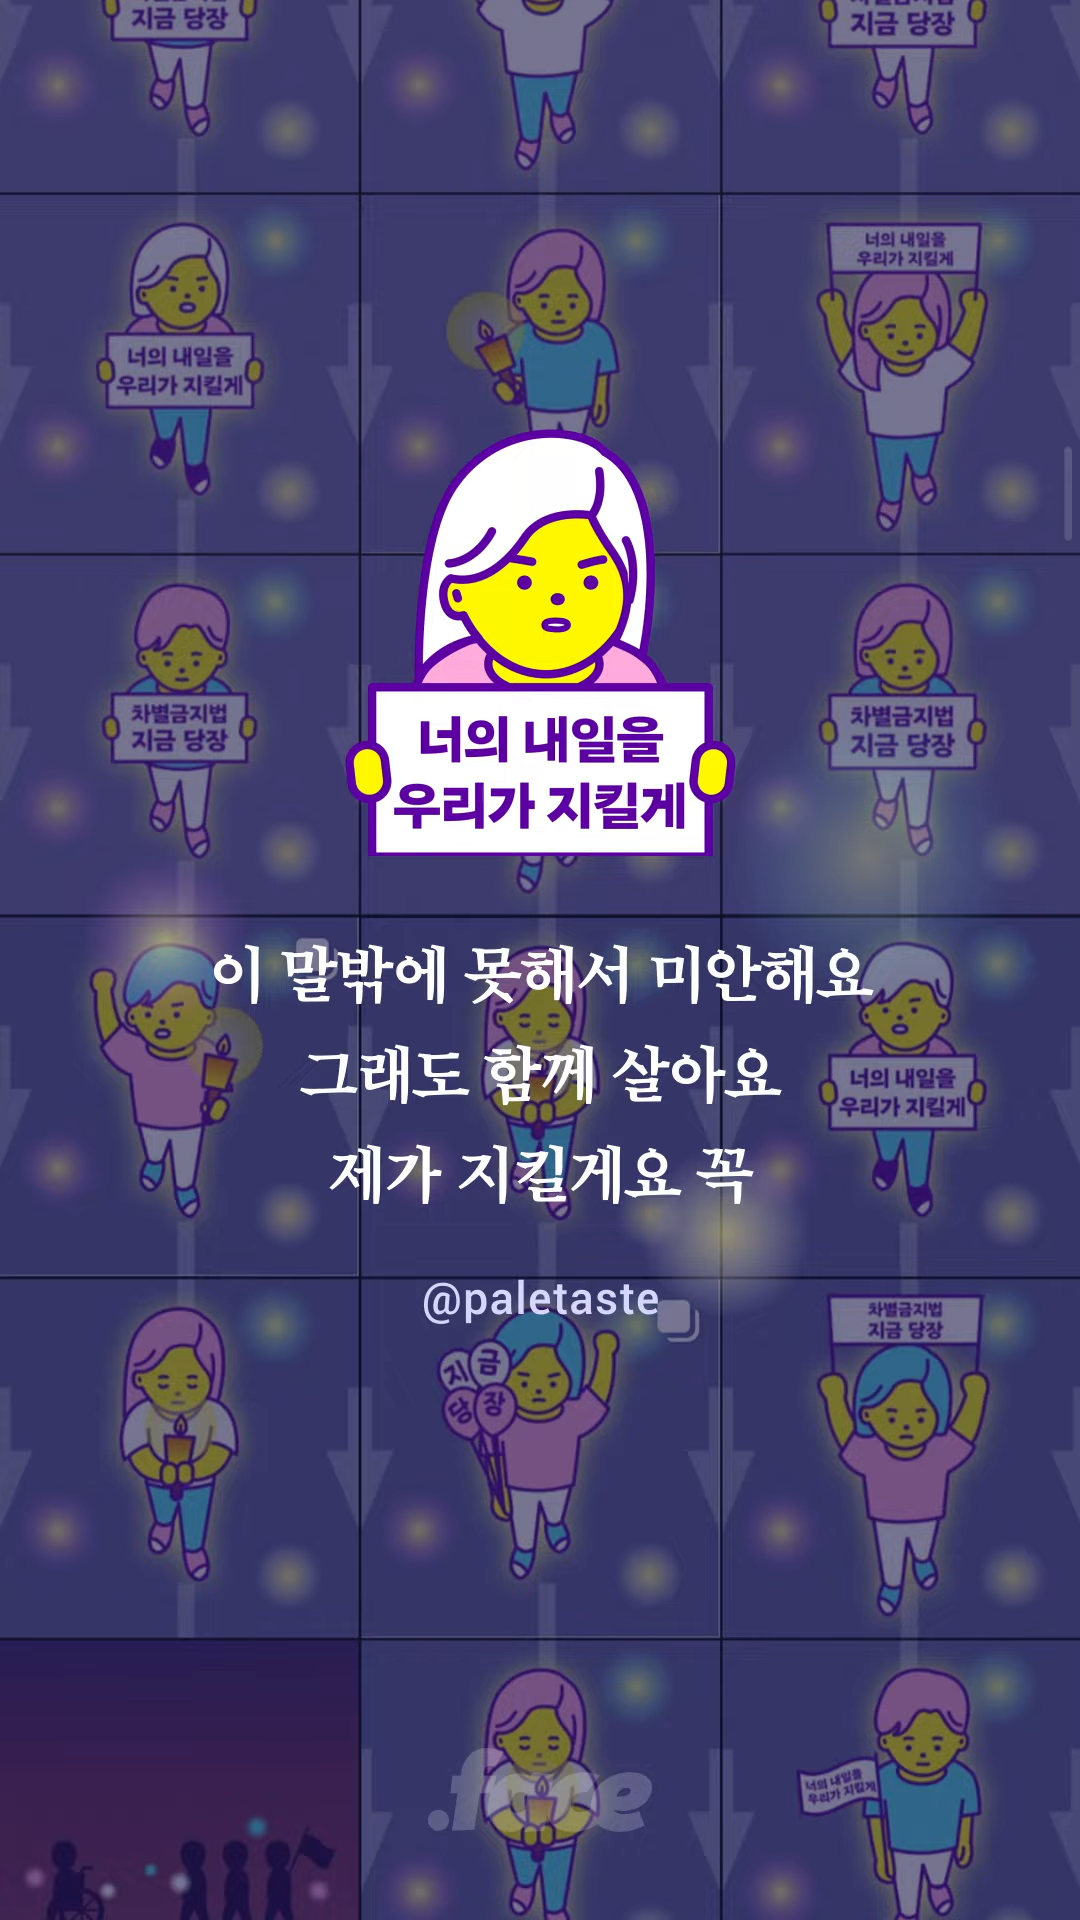 지금 당장
지금 당장
너의 내일을
우리가 지킬게
너의 내일을
우리가 지킬게
차별금지법
지금 당장
너의 내일을
우리가 지킬게
차별금지법
지금 당장
이 말밖에 못해서 미안해요
그래도 함께 살아요
제가 지킬게요 꼭
너의 내일을
우리가 지킬게
@paletaste
지금
당장
차별금지법
지금 당장
너의 내일을
우리가 지킬게
.face